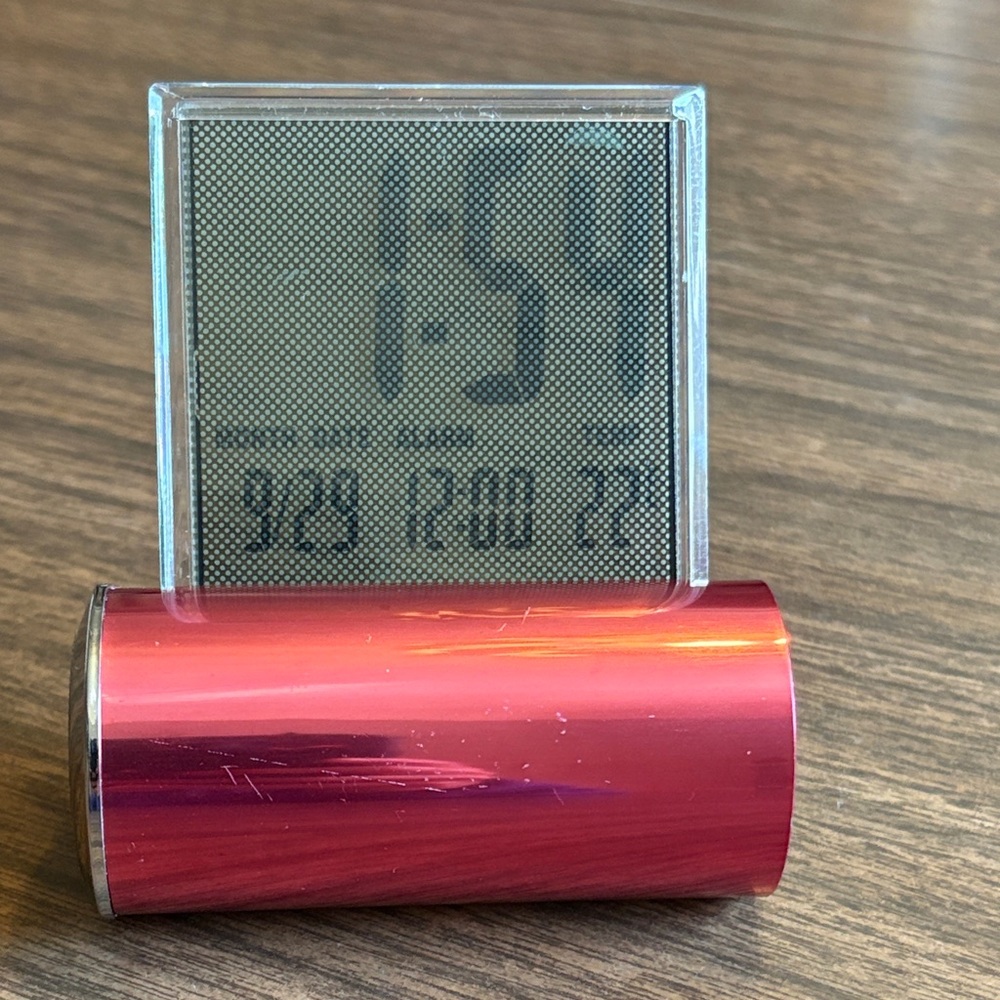 1:54
MONTH DATE ALARM TEMP
9/29 12:00 22°